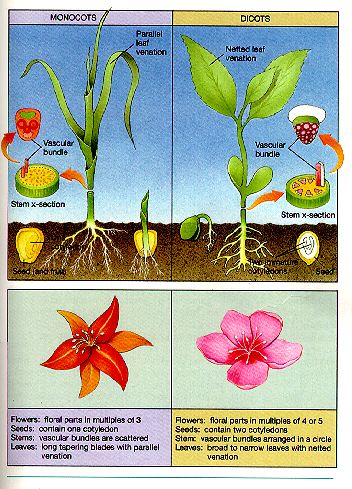 MONOCOTS
DICOTS
Parallel
leaf
venation
Netted leaf
venation
Vascular
bundle
Vascular
bundle
Stem x-section
Stem x-section
Seed (and fruit)
immature
cotyledons
Seed
Flowers: floral parts in multiples of 3
Seeds: contain one cotyledon
Stems: vascular bundles are scattered
Leaves: long tapering blades with parallel
venation
Flowers: floral parts in multiples of 4 or 5
Seeds: contain two cotyledons
Stem: vascular bundles arranged in a circle
Leaves: broad to narrow leaves with netted
venation